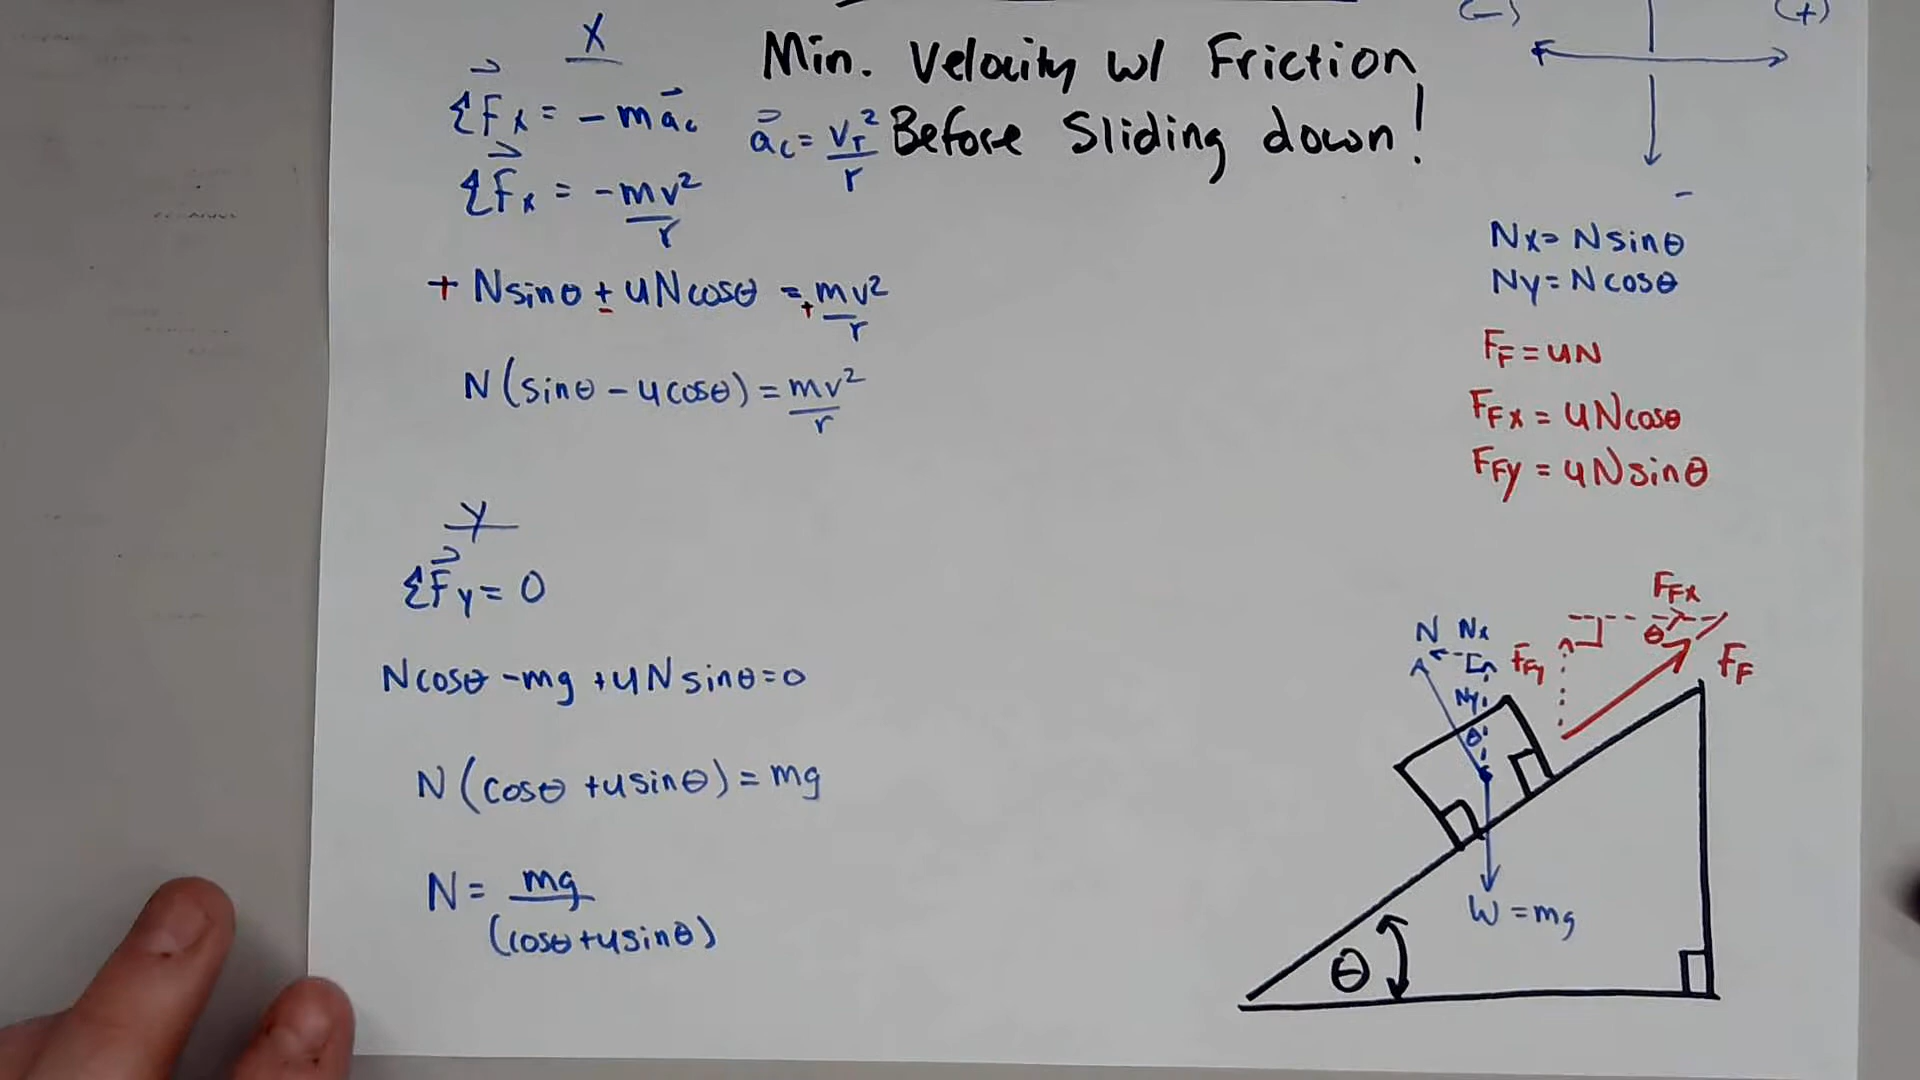 Min. Velocity w/ Friction
Before Sliding down!
X
ΣF⃗x = -ma⃗c
a⃗c = vT²/r
ΣF⃗x = -mv²/r
+ Nsinθ ± uNcosθ = + mv²/r
N(sinθ - ucosθ) = mv²/r
Y
ΣF⃗y = 0
Ncosθ - mg + uNsinθ = 0
N(cosθ + usinθ) = mg
N = mg/(cosθ + usinθ)
(-) (+)
-
Nx = Nsinθ
Ny = Ncosθ
FF = uN
FFx = uNcosθ
FFy = uNsinθ
FFx
N Nx FFy θ FF
Ny
θ
W = mg
θ